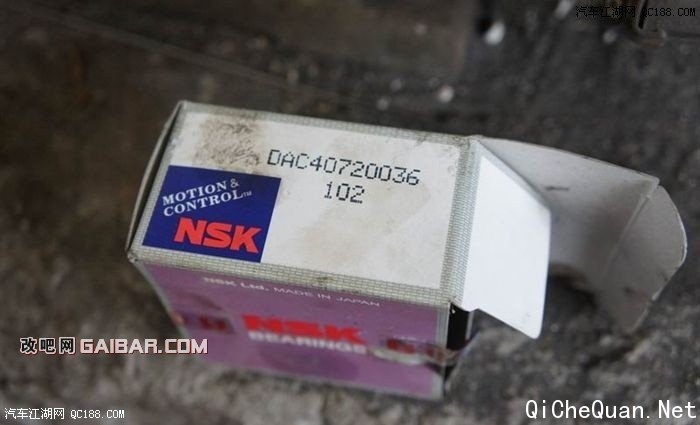 汽车江湖网 QC188.COM
DAC40720036
102
MOTION &
CONTROL TM
NSK
NSK Ltd. MADE IN JAPAN
NSK
BEARINGS
改吧网 GAIBAR.COM
汽车江湖网 QC188.COM
QiCheQuan.Net